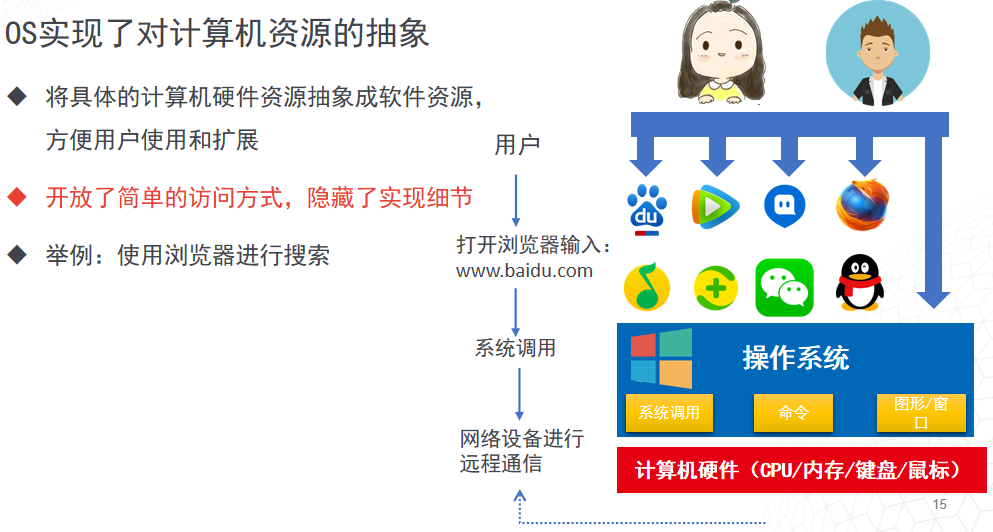 OS实现了对计算机资源的抽象
将具体的计算机硬件资源抽象成软件资源，
方便用户使用和扩展
开放了简单的访问方式，隐藏了实现细节
举例：使用浏览器进行搜索
用户
打开浏览器输入：
www.baidu.com
系统调用
网络设备进行
远程通信
du
操作系统
系统调用
命令
图形/窗
口
计算机硬件（CPU/内存/键盘/鼠标）
15